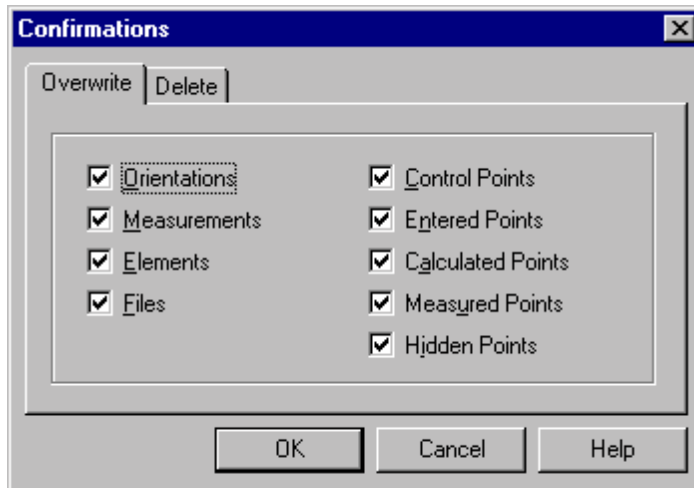 Confirmations
Overwrite Delete
Orientations Control Points
Measurements Entered Points
Elements Calculated Points
Files Measured Points
Hidden Points
OK Cancel Help